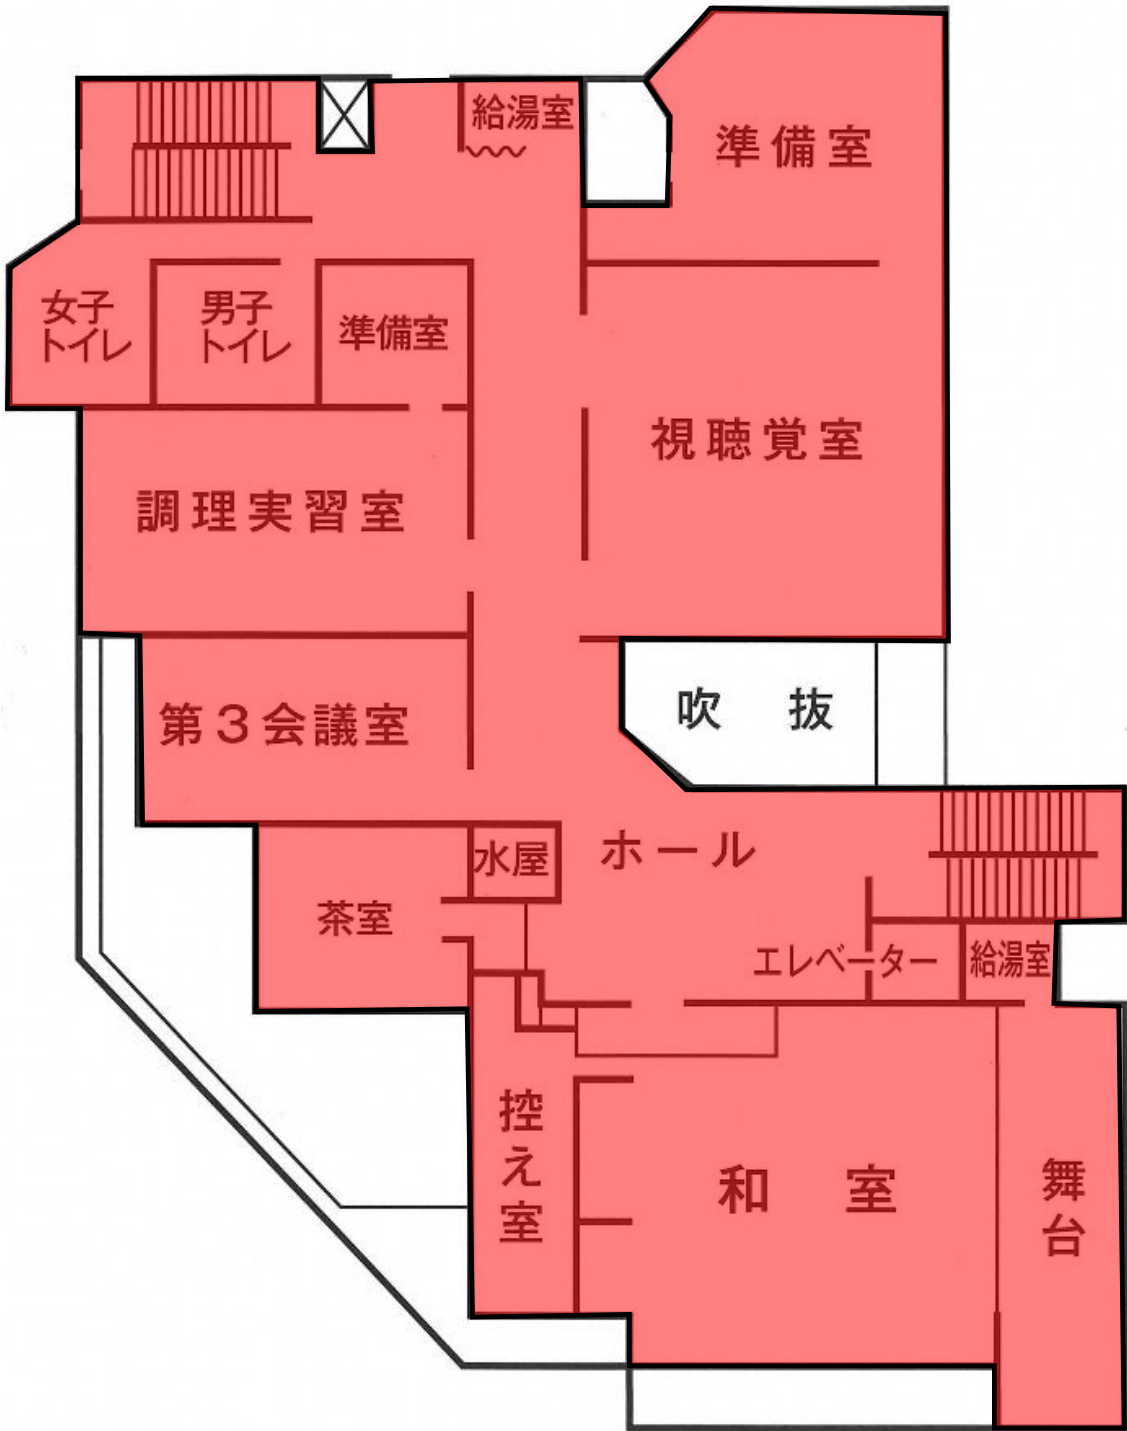 給湯室
準備室
女子
トイレ
男子
トイレ
準備室
視聴覚室
調理実習室
第3会議室
吹抜
ホール
水屋
茶室
エレベーター
給湯室
控え室
和室
舞台